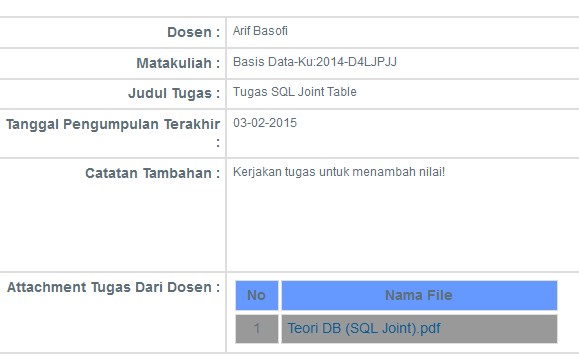 Dosen : Arif Basofi
Matakuliah : Basis Data-Ku:2014-D4LJPJJ
Judul Tugas : Tugas SQL Joint Table
Tanggal Pengumpulan Terakhir 03-02-2015
:
Catatan Tambahan : Kerjakan tugas untuk menambah nilai!
Attachment Tugas Dari Dosen :
No Nama File
1 Teori DB (SQL Joint).pdf